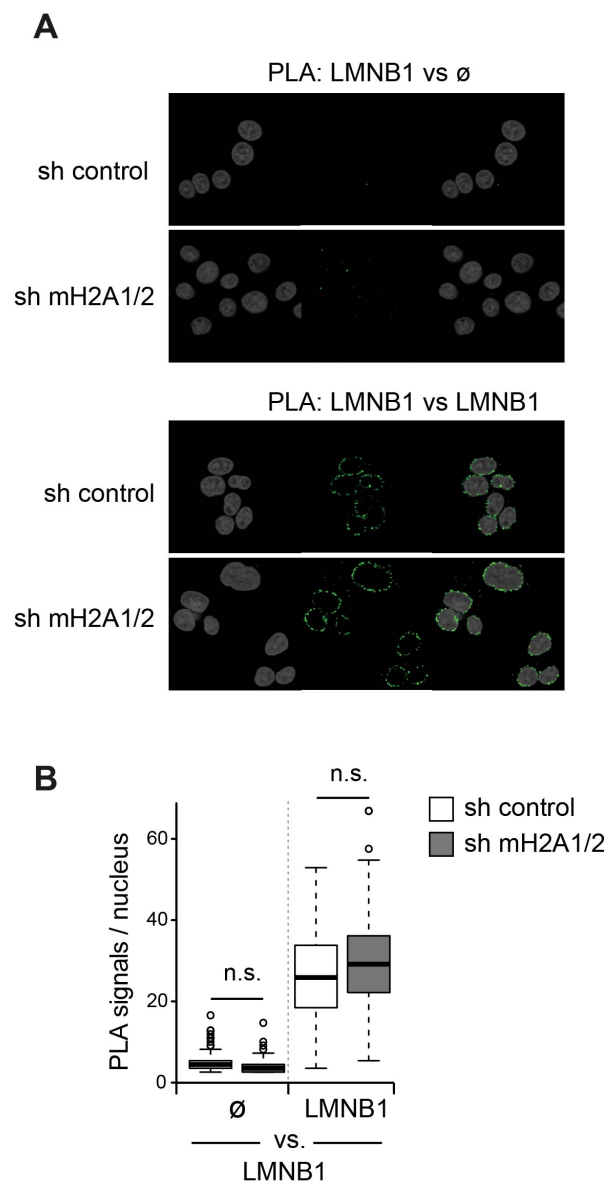 A
PLA: LMNB1 vs ø
sh control
sh mH2A1/2
PLA: LMNB1 vs LMNB1
sh control
sh mH2A1/2
B
n.s.
sh control
sh mH2A1/2
PLA signals / nucleus
60
40
20
0
n.s.
ø
LMNB1
vs.
LMNB1